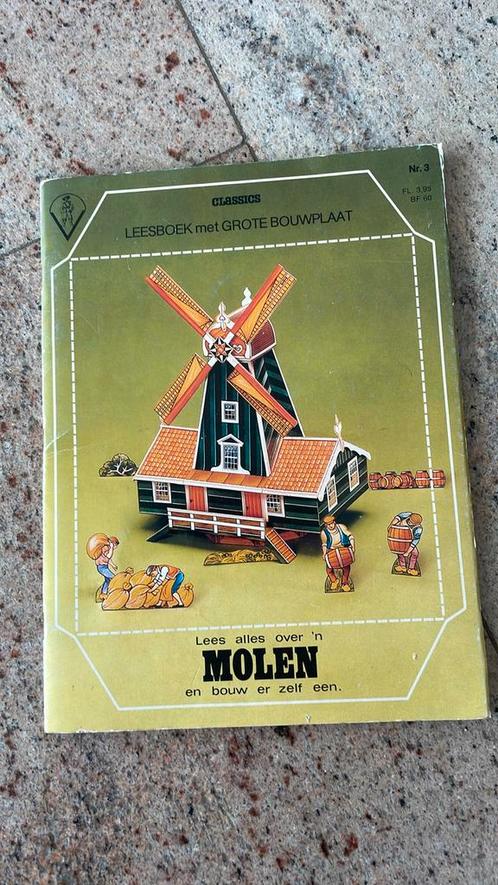 Nr. 3
CLASSICS
FL. 3,95
BF 60
LEESBOEK met GROTE BOUWPLAAT
Lees alles over 'n
MOLEN
en bouw er zelf een.